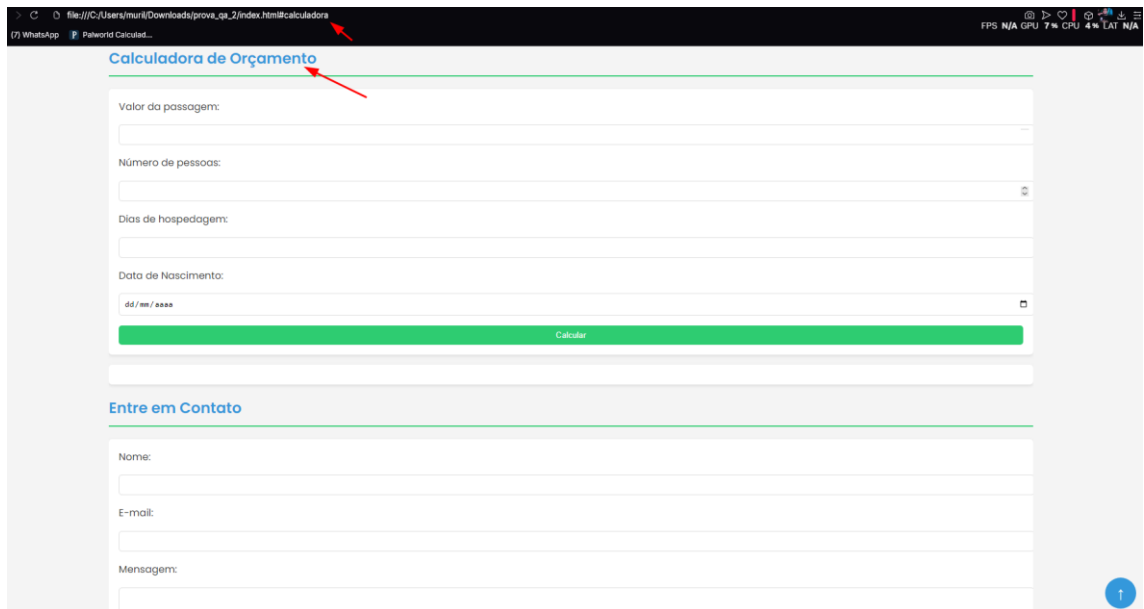 file:///C:/Users/muril/Downloads/prova_qa_2/index.html#calculadora
FPS N/A GPU 7% CPU 4% LAT N/A
(7) WhatsApp P Palworld Calculad...
Calculadora de Orçamento
Valor da passagem:
Número de pessoas:
Dias de hospedagem:
Data de Nascimento:
dd/mm/aaaa
Calcular
Entre em Contato
Nome:
E-mail:
Mensagem: